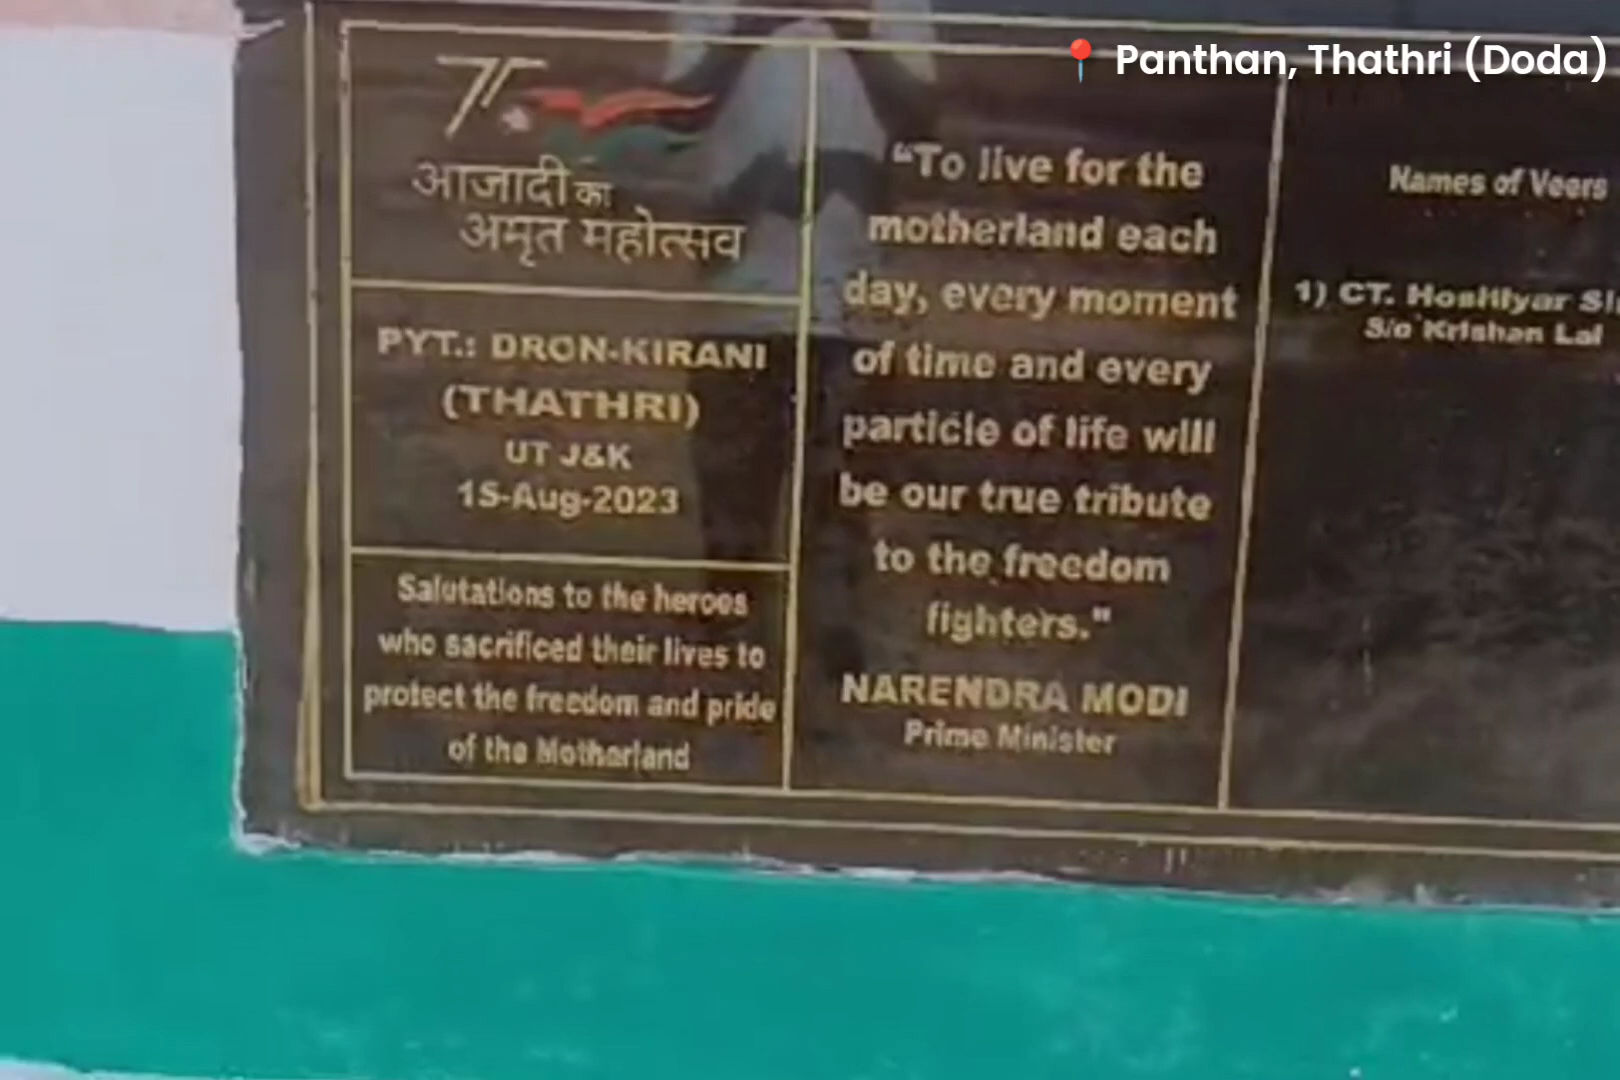 Panthan, Thathri (Doda)
75
आज़ादी का
अमृत महोत्सव
PYT.: DRON-KIRANI
(THATHRI)
UT J&K
15-Aug-2023
Salutations to the heroes
who sacrificed their lives to
protect the freedom and pride
of the Motherland
“To live for the
motherland each
day, every moment
of time and every
particle of life will
be our true tribute
to the freedom
fighters."
NARENDRA MODI
Prime Minister
Names of Veers
1) CT. Hoshiyar
S/o Krishan Lal